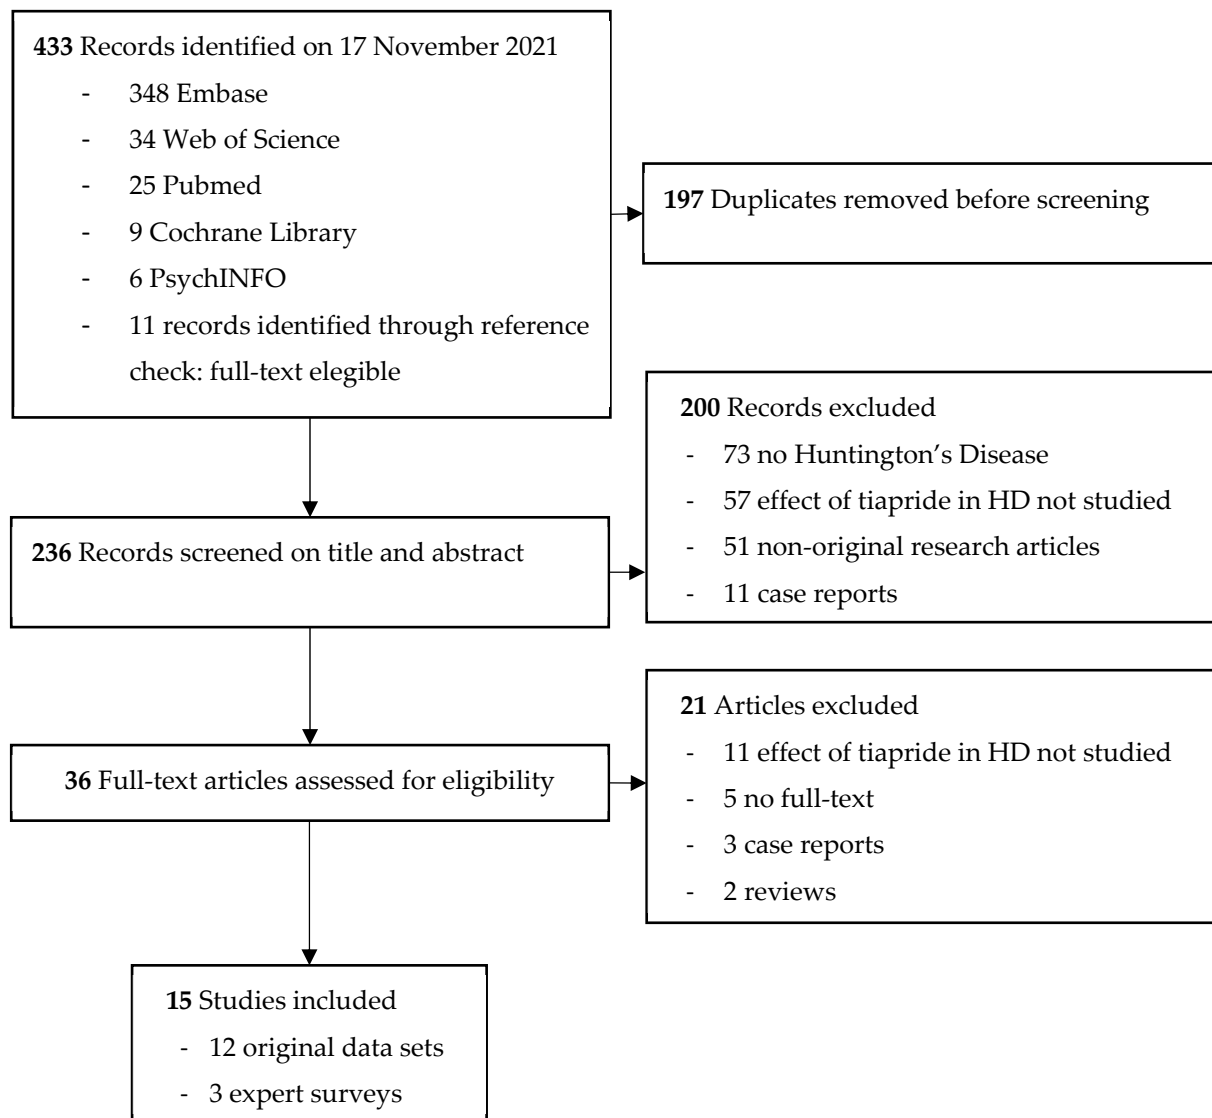 433 Records identified on 17 November 2021
- 348 Embase
- 34 Web of Science
- 25 Pubmed
- 9 Cochrane Library
- 6 PsychINFO
- 11 records identified through reference
check: full-text elegible
197 Duplicates removed before screening
236 Records screened on title and abstract
200 Records excluded
- 73 no Huntington’s Disease
- 57 effect of tiapride in HD not studied
- 51 non-original research articles
- 11 case reports
36 Full-text articles assessed for eligibility
21 Articles excluded
- 11 effect of tiapride in HD not studied
- 5 no full-text
- 3 case reports
- 2 reviews
15 Studies included
- 12 original data sets
- 3 expert surveys